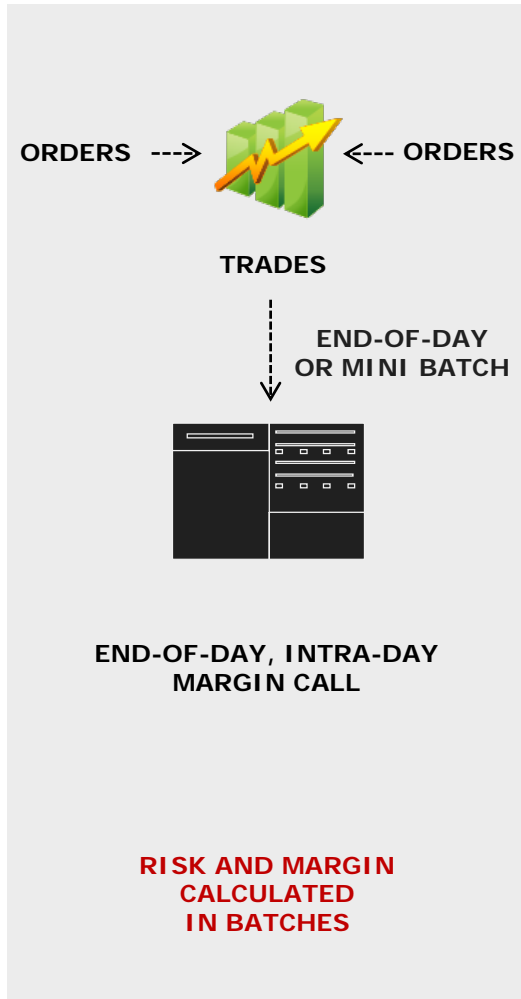 ORDERS
ORDERS
TRADES
END-OF-DAY
OR MINI BATCH
END-OF-DAY, INTRA-DAY
MARGIN CALL
RISK AND MARGIN
CALCULATED
IN BATCHES